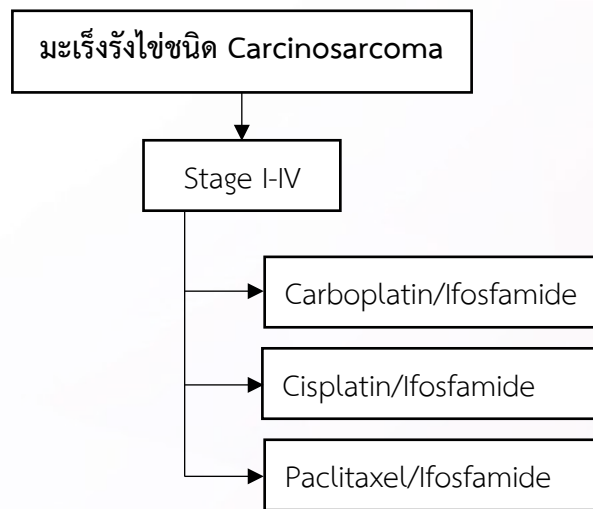 มะเร็งรังไข่ชนิด Carcinosarcoma
Stage I-IV
Carboplatin/Ifosfamide
Cisplatin/Ifosfamide
Paclitaxel/Ifosfamide